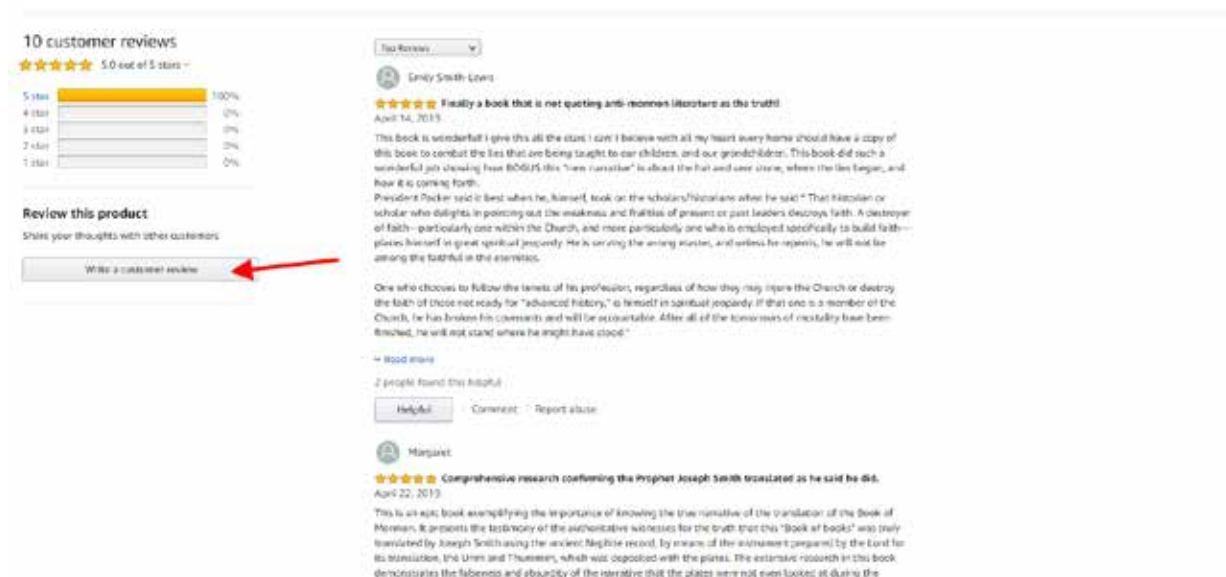 10 customer reviews
5.0 out of 5 stars
5 star 100%
4 star 0%
3 star 0%
2 star 0%
1 star 0%
Review this product
Share your thoughts with other customers
Write a customer review
Top Reviews
Emily Smith-Lewis
Finally a book that is not quoting anti-mormon literature as the truth!
April 14, 2019
This book is wonderful! I give this all the stars I can! I believe with all my heart every home should have a copy of
this book to combat the lies that are being taught to our children, and our grandchildren. This book did such a
wonderful job showing how BOGUS this "new narrative" is about the hat and seer stone, where the lies began, and
how it is coming forth.
President Packer said it best when he, himself, took on the scholars/historians when he said " That historian or
scholar who delights in pointing out the weakness and frailties of present or past leaders destroys faith. A destroyer
of faith—particularly one within the Church, and more particularly one who is employed specifically to build faith—
places himself in great spiritual jeopardy. He is serving the wrong master, and unless he repents, he will not be
among the faithful in the eternities.
One who chooses to follow the tenets of his profession, regardless of how they may injure the Church or destroy
the faith of those not ready for "advanced history," is himself in spiritual jeopardy. If that one is a member of the
Church, he has broken his covenants and will be accountable. After all of the tomorrows of mortality have been
finished, he will not stand where he might have stood."
Read more
2 people found this helpful
Helpful Comment Report abuse
Margaret
Comprehensive research confirming the Prophet Joseph Smith translated as he said he did.
April 22, 2019
This is an epic book exemplifying the importance of knowing the true narrative of the translation of the Book of
Mormon. It presents the testimony of the authoritative witnesses for the truth that this "Book of books" was truly
translated by Joseph Smith using the ancient Nephite record, by means of the instrument prepared by the Lord for
its translation, the Urim and Thummim, which was deposited with the plates. The extensive research in this book
demonstrates the falseness and absurdity of the narrative that the plates were not even looked at during the